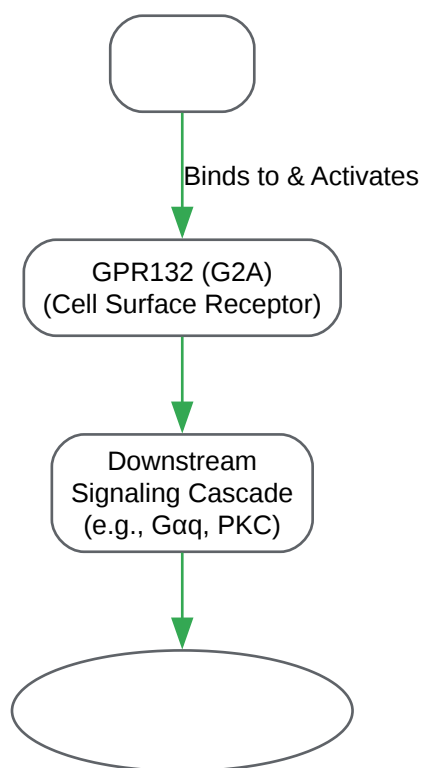 Binds to & Activates
GPR132 (G2A)
(Cell Surface Receptor)
Downstream
Signaling Cascade
(e.g., Gαq, PKC)